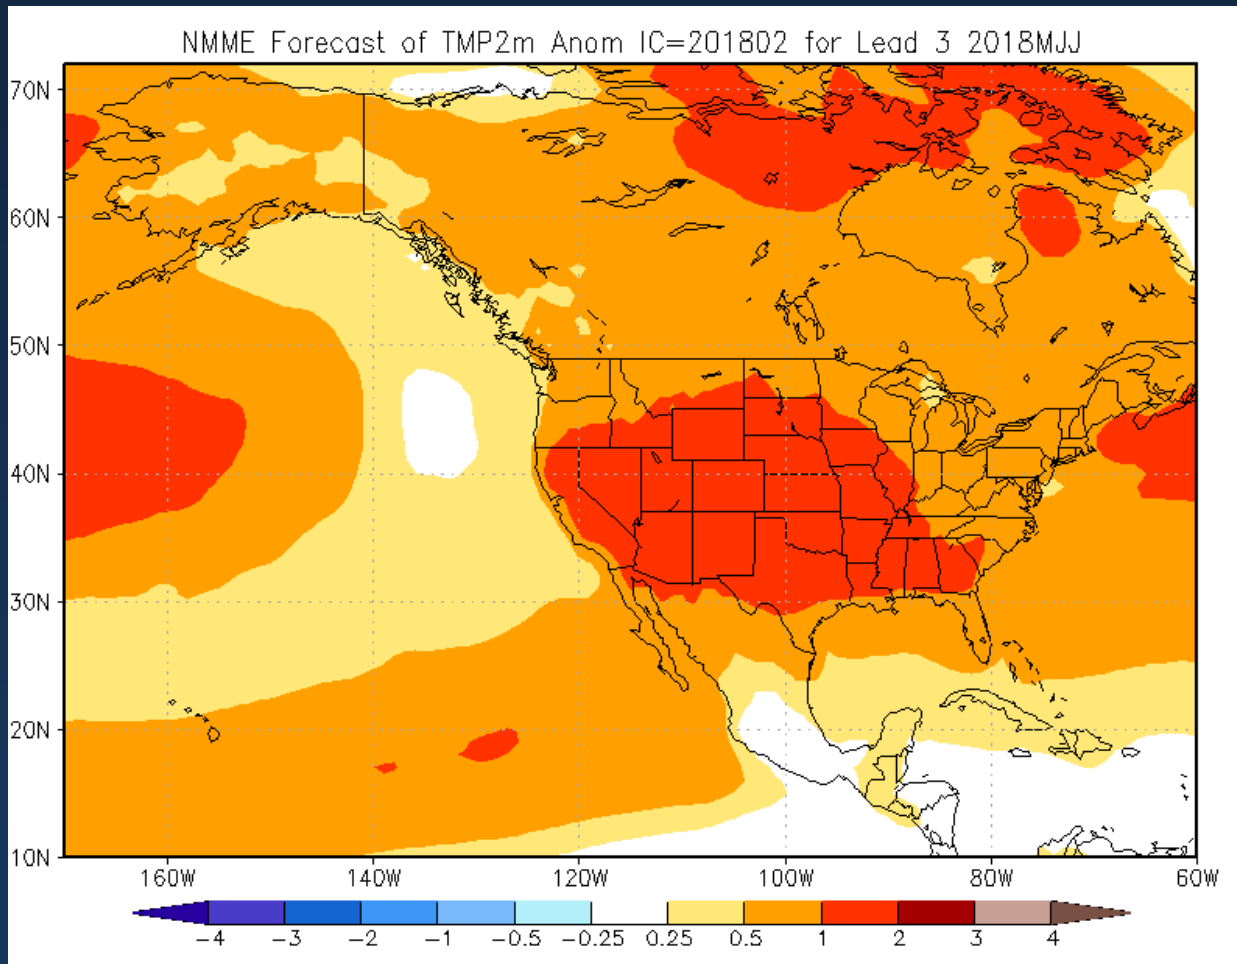 NMME Forecast of TMP2m Anom IC=201802 for Lead 3 2018MJJ
70N
60N
50N
40N
30N
20N
10N
160W 140W 120W 100W 80W 60W
−4 −3 −2 −1 −0.5 −0.25 0.25 0.5 1 2 3 4